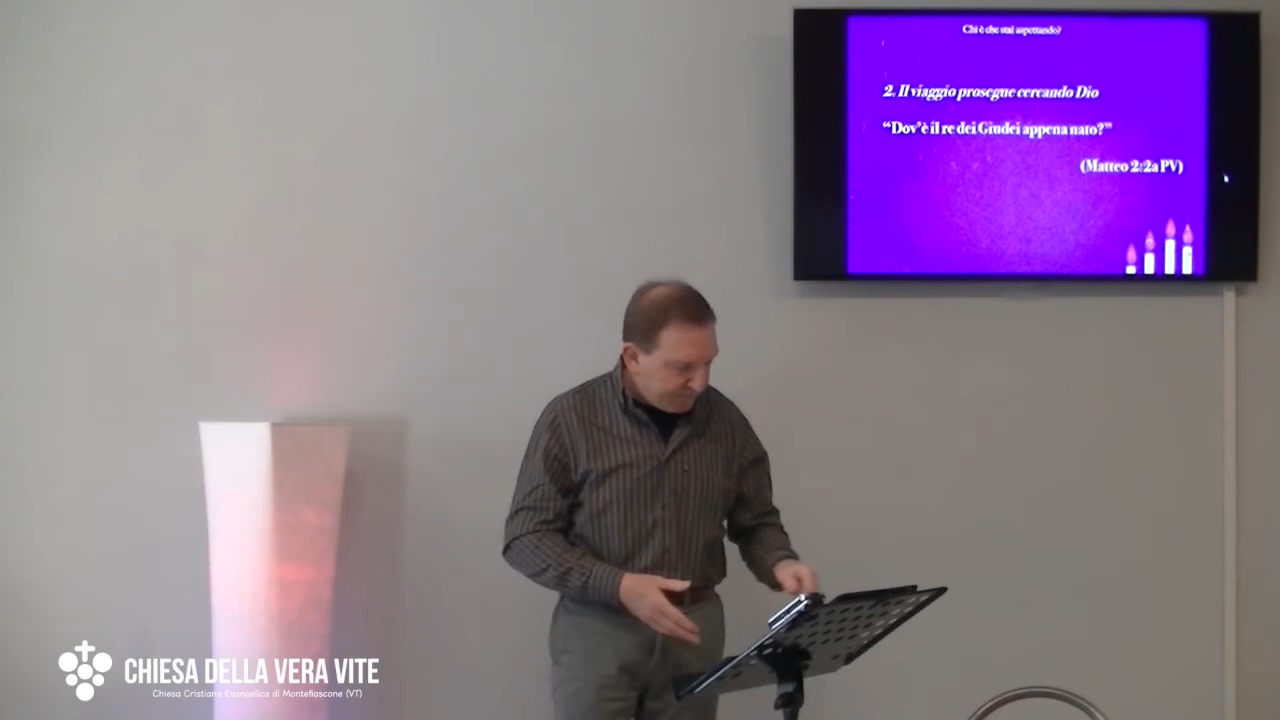 Chi è che stai aspettando?
2. Il viaggio prosegue cercando Dio
“Dov’è il re dei Giudei appena nato?”
(Matteo 2:2a PV)
CHIESA DELLA VERA VITE
Chiesa Cristiana Evangelica di Montefiascone (VT)